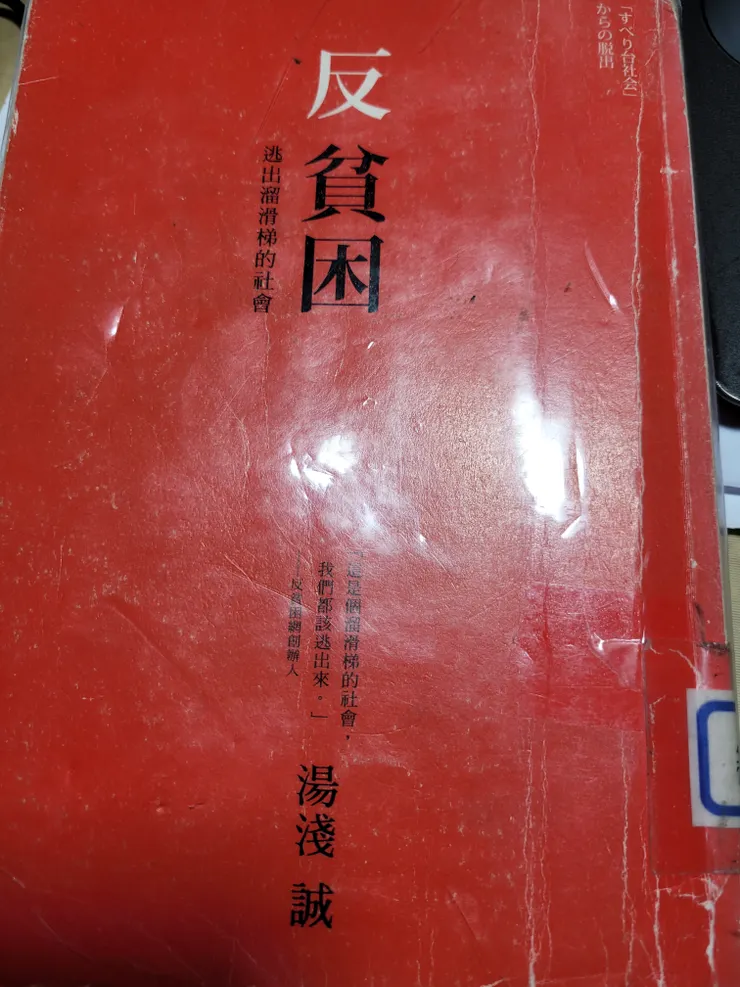 「すべり台社会」
からの脱出
反貧困
逃出溜滑梯的社會
「這是個溜滑梯的社會，
我們都該逃出來。」
——反貧困網創辦人
湯淺 誠